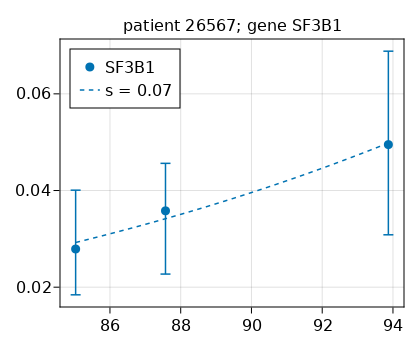 patient 26567; gene SF3B1
SF3B1
s = 0.07
0.06
0.04
0.02
86 88 90 92 94